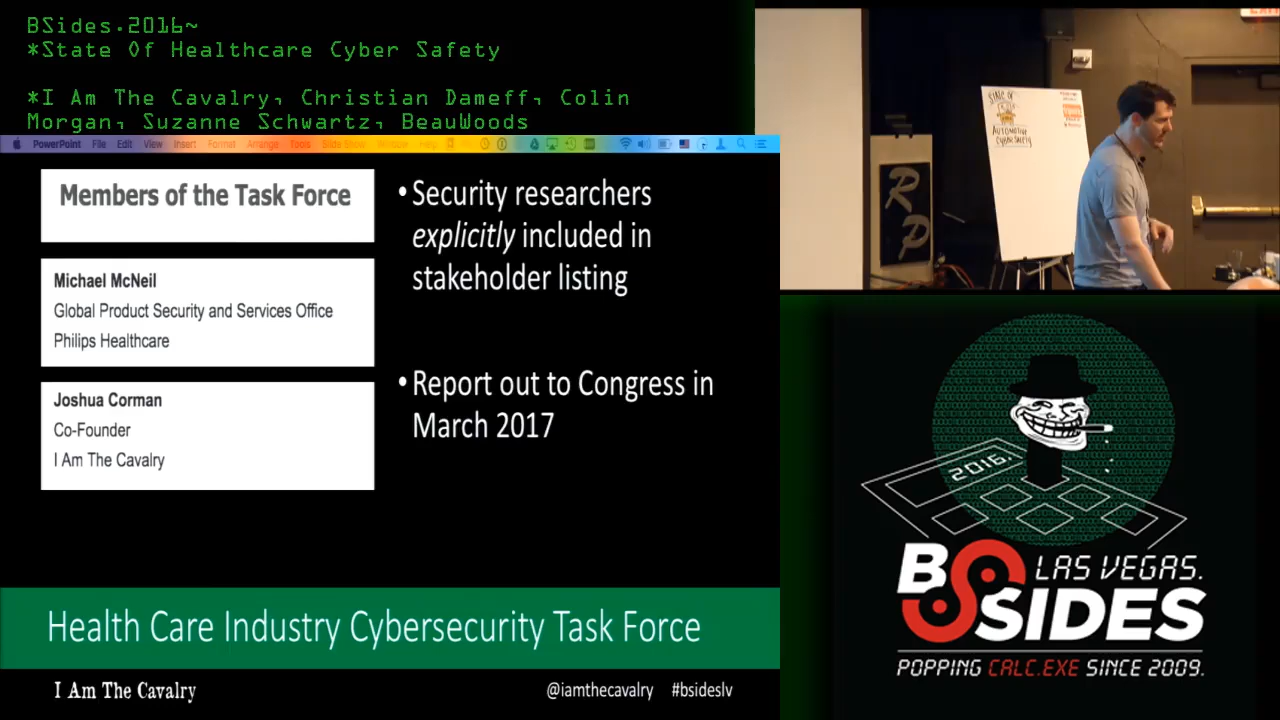 BSides.2016~
*State Of Healthcare Cyber Safety
*I Am The Cavalry, Christian Dameff, Colin
Morgan, Suzanne Schwartz, BeauWoods
PowerPoint File Edit View Insert Format Arrange Tools Slide Show Window Help
Members of the Task Force
Michael McNeil
Global Product Security and Services Office
Philips Healthcare
Joshua Corman
Co-Founder
I Am The Cavalry
• Security researchers
explicitly included in
stakeholder listing
• Report out to Congress in
March 2017
Health Care Industry Cybersecurity Task Force
I Am The Cavalry
@iamthecavalry #bsideslv
AUTOMOTIVE
CYBER SAFETY
RP
2016.
BSIDES
LAS VEGAS.
POPPING CALC.EXE SINCE 2009.